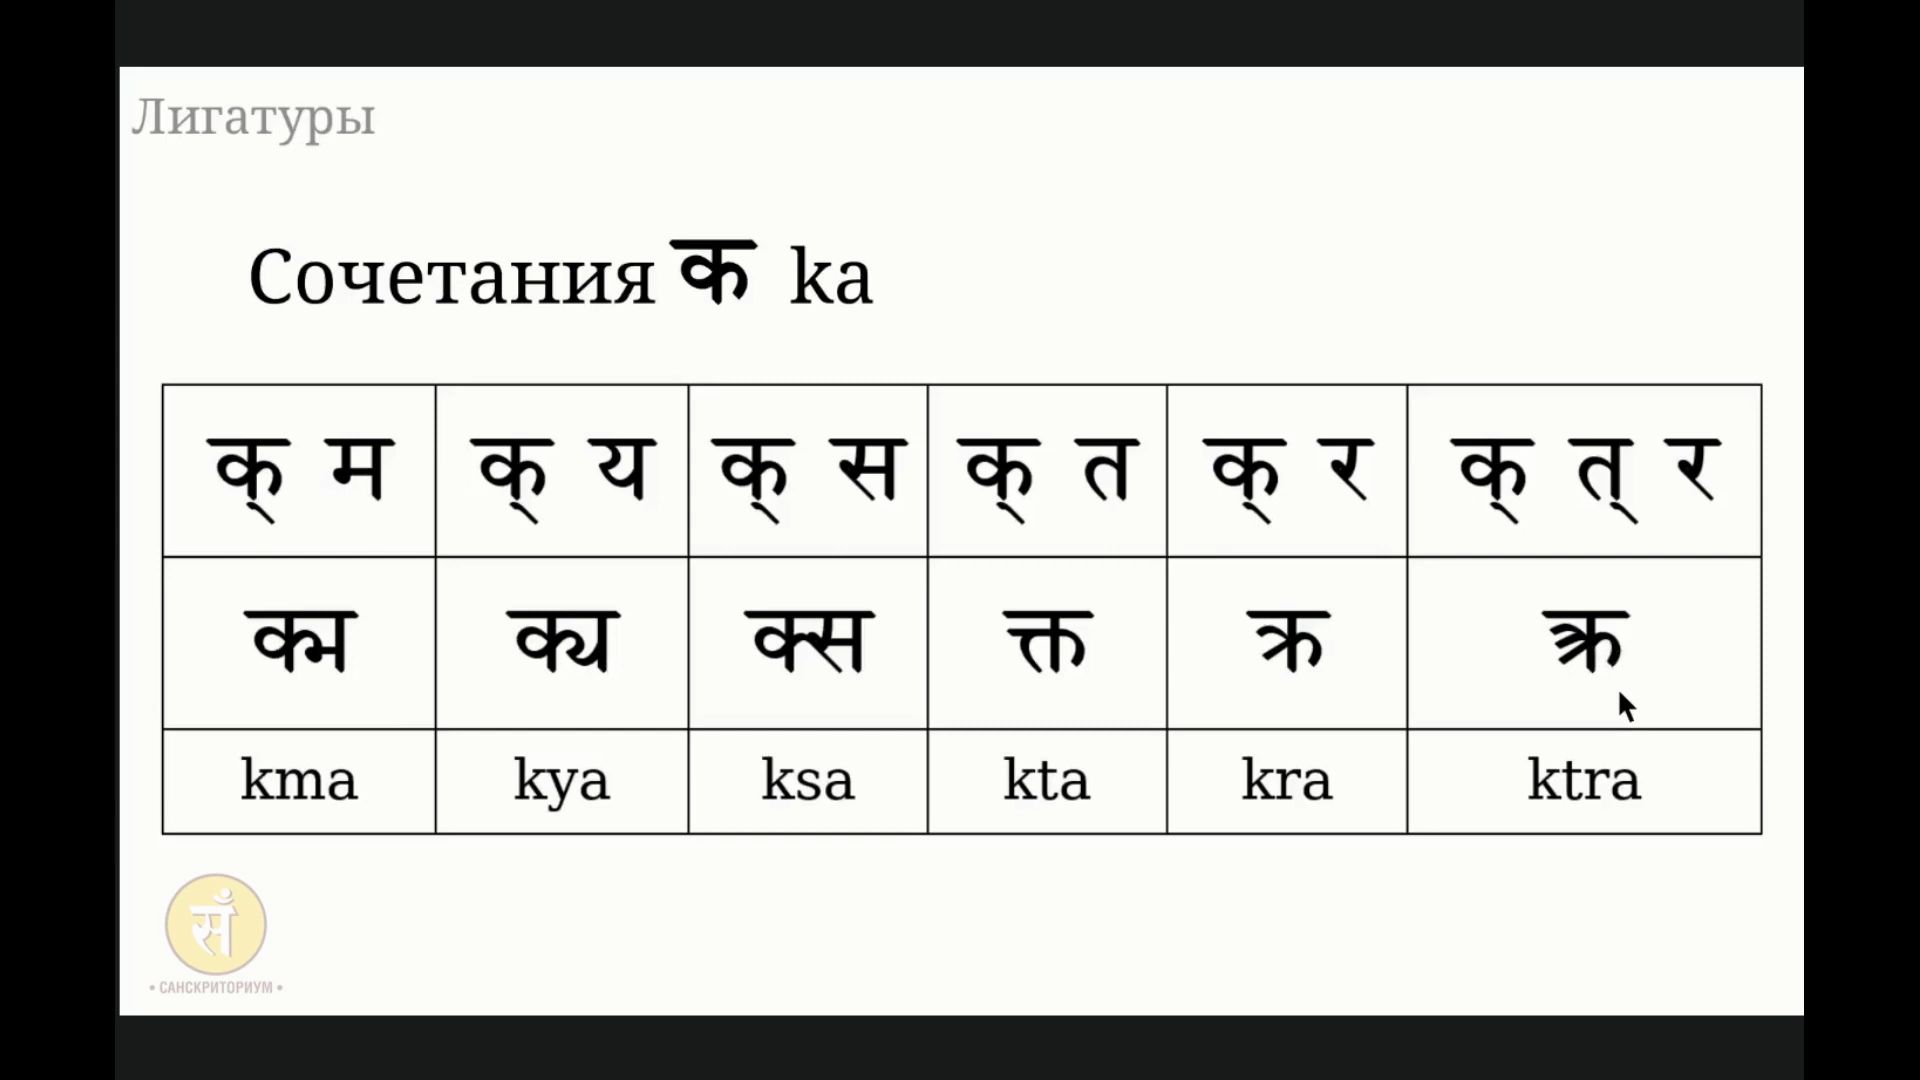 Лигатуры
Сочетания क ka
क् म क् य क् स क् त क् र क् त् र
क्म क्य क्स क्त क्र क्त्र
kma kya ksa kta kra ktra
सँ
• САНСКРИТОРИУМ •